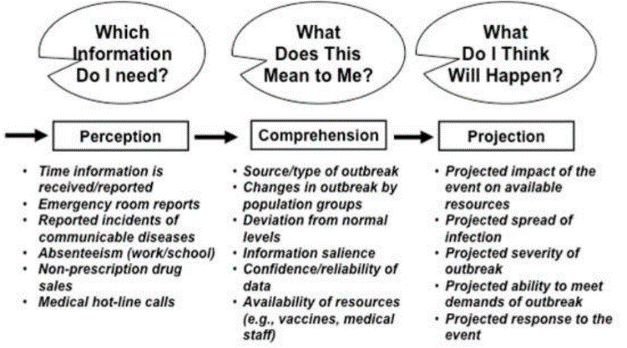 Which
Information
Do I need?
What
Does This
Mean to Me?
What
Do I Think
Will Happen?
Perception
Comprehension
Projection
• Time information is
received/reported
• Emergency room reports
• Reported incidents of
communicable diseases
• Absenteeism (work/school)
• Non-prescription drug
sales
• Medical hot-line calls
• Source/type of outbreak
• Changes in outbreak by
population groups
• Deviation from normal
levels
• Information salience
• Confidence/reliability of
data
• Availability of resources
(e.g., vaccines, medical
staff)
• Projected impact of the
event on available
resources
• Projected spread of
infection
• Projected severity of
outbreak
• Projected ability to meet
demands of outbreak
• Projected response to the
event